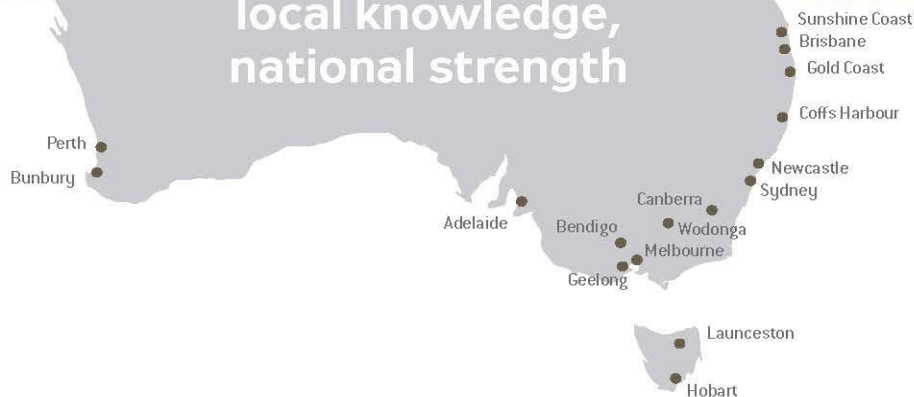 local knowledge,
national strength
Sunshine Coast
Brisbane
Gold Coast
Coffs Harbour
Perth
Bunbury
Newcastle
Sydney
Canberra
Adelaide
Bendigo
Wodonga
Melbourne
Geelong
Launceston
Hobart